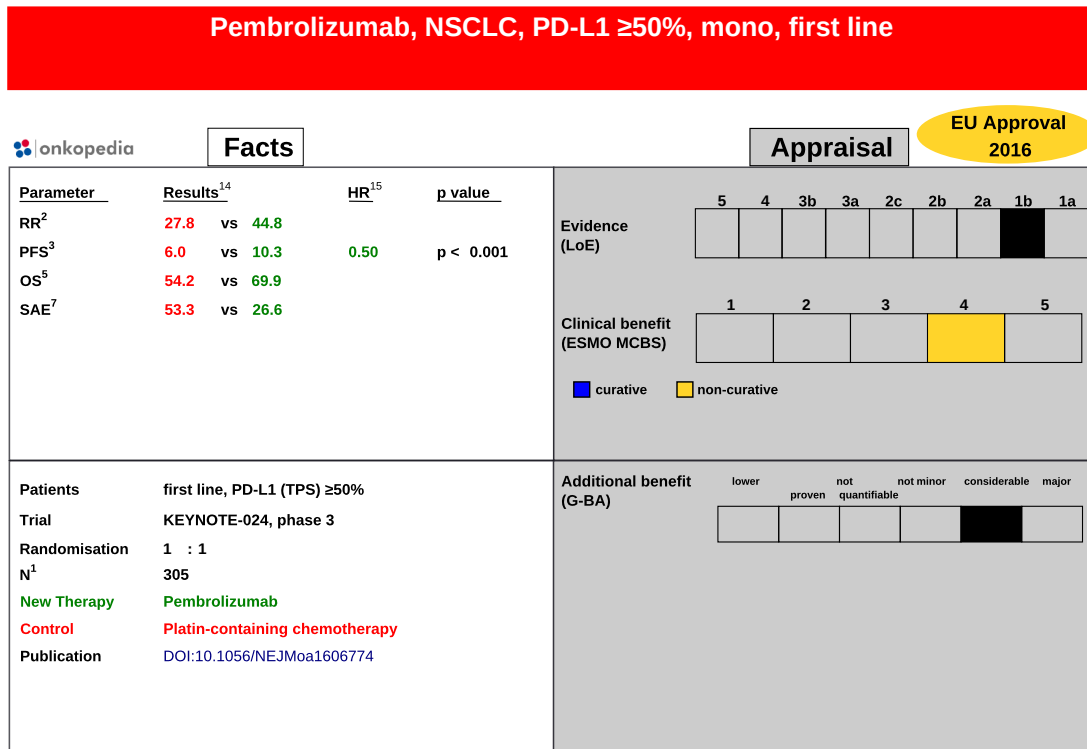 Pembrolizumab, NSCLC, PD-L1 ≥50%, mono, first line
EU Approval
2016
onkopedia
Facts
Appraisal
Parameter Results14 HR15 p value
RR2 27.8 vs 44.8
PFS3 6.0 vs 10.3 0.50 p < 0.001
OS5 54.2 vs 69.9
SAE7 53.3 vs 26.6
5 4 3b 3a 2c 2b 2a 1b 1a
Evidence
(LoE)
1 2 3 4 5
Clinical benefit
(ESMO MCBS)
curative non-curative
Patients first line, PD-L1 (TPS) ≥50%
Trial KEYNOTE-024, phase 3
Randomisation 1 : 1
N1 305
New Therapy Pembrolizumab
Control Platin-containing chemotherapy
Publication DOI:10.1056/NEJMoa1606774
Additional benefit
(G-BA)
lower not not minor considerable major
proven quantifiable